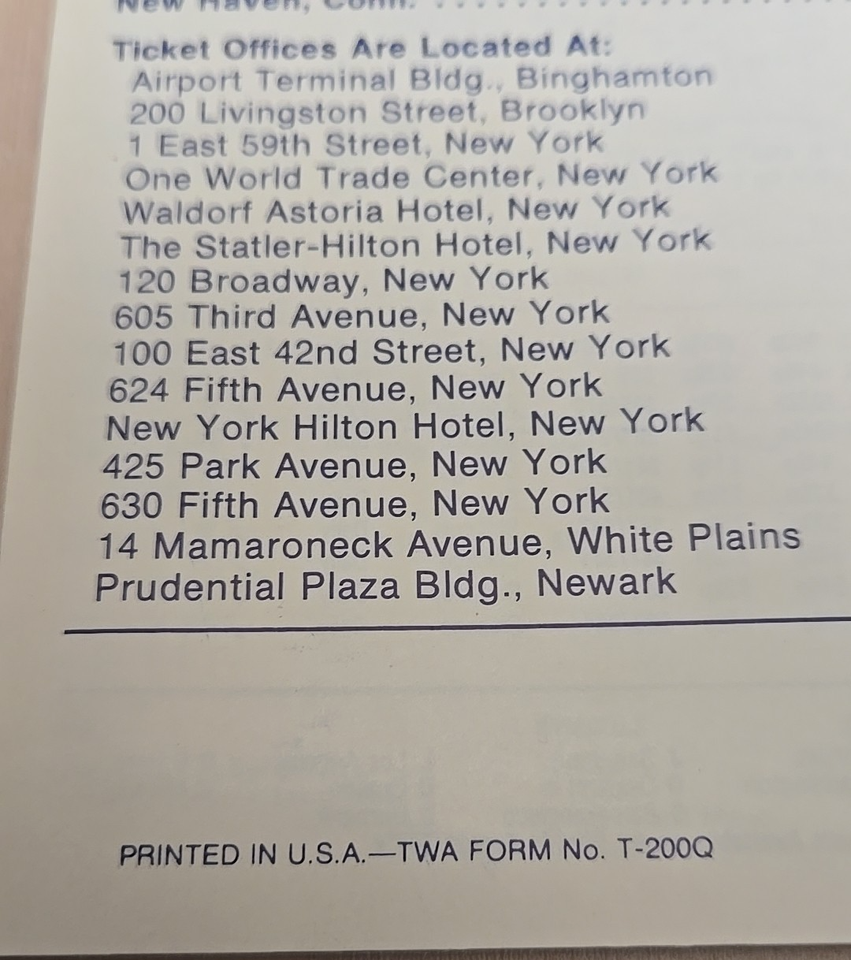 New Haven, Conn. . . . . . . . . . . . . . . . . . . . .
Ticket Offices Are Located At:
Airport Terminal Bldg., Binghamton
200 Livingston Street, Brooklyn
1 East 59th Street, New York
One World Trade Center, New York
Waldorf Astoria Hotel, New York
The Statler-Hilton Hotel, New York
120 Broadway, New York
605 Third Avenue, New York
100 East 42nd Street, New York
624 Fifth Avenue, New York
New York Hilton Hotel, New York
425 Park Avenue, New York
630 Fifth Avenue, New York
14 Mamaroneck Avenue, White Plains
Prudential Plaza Bldg., Newark
PRINTED IN U.S.A.—TWA FORM No. T-200Q